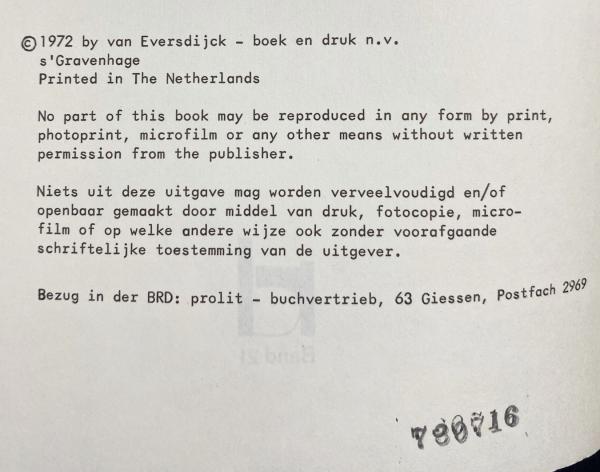 ©1972 by van Eversdijck – boek en druk n.v.
s'Gravenhage
Printed in The Netherlands
No part of this book may be reproduced in any form by print,
photoprint, microfilm or any other means without written
permission from the publisher.
Niets uit deze uitgave mag worden verveelvoudigd en/of
openbaar gemaakt door middel van druk, fotocopie, micro-
film of op welke andere wijze ook zonder voorafgaande
schriftelijke toestemming van de uitgever.
Bezug in der BRD: prolit – buchvertrieb, 63 Giessen, Postfach 2969